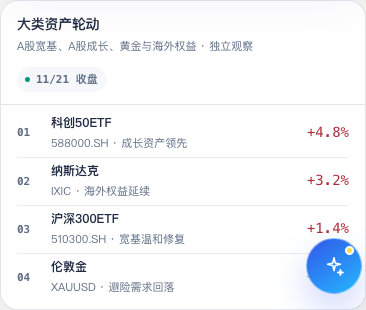 大类资产轮动
A股宽基、A股成长、黄金与海外权益 · 独立观察
11/21 收盘
01
科创50ETF
588000.SH · 成长资产领先
+4.8%
02
纳斯达克
IXIC · 海外权益延续
+3.2%
03
沪深300ETF
510300.SH · 宽基温和修复
+1.4%
04
伦敦金
XAUUSD · 避险需求回落